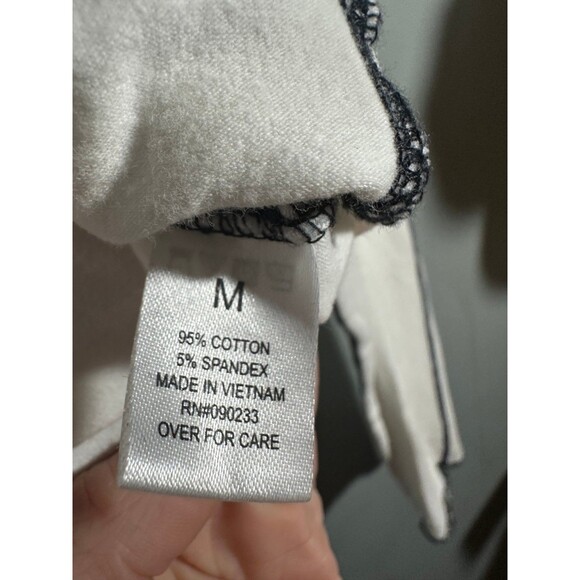 M
95% COTTON
5% SPANDEX
MADE IN VIETNAM
RN#090233
OVER FOR CARE